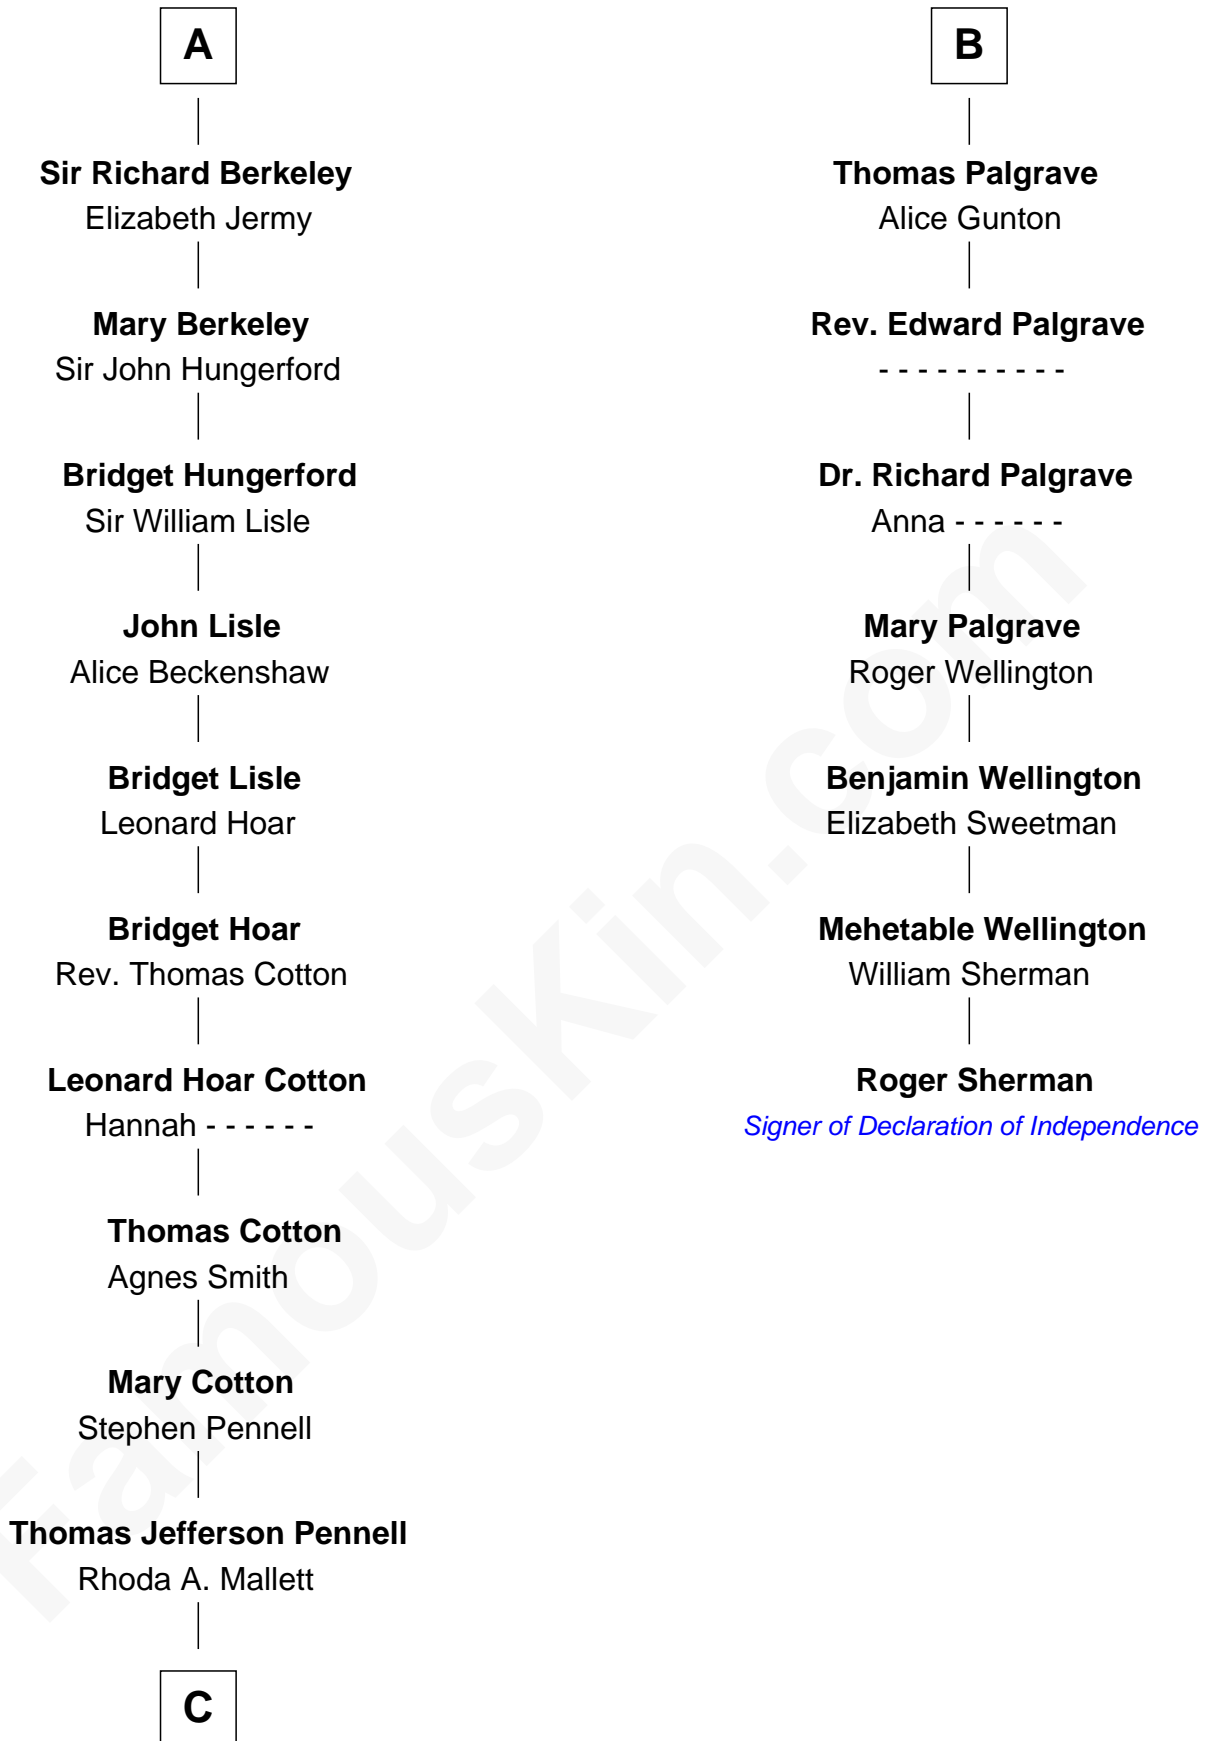 A
Sir Richard Berkeley
Elizabeth Jermy
Mary Berkeley
Sir John Hungerford
Bridget Hungerford
Sir William Lisle
John Lisle
Alice Beckenshaw
Bridget Lisle
Leonard Hoar
Bridget Hoar
Rev. Thomas Cotton
Leonard Hoar Cotton
Hannah - - - - - -
Thomas Cotton
Agnes Smith
Mary Cotton
Stephen Pennell
Thomas Jefferson Pennell
Rhoda A. Mallett
C
B
Thomas Palgrave
Alice Gunton
Rev. Edward Palgrave
- - - - - - - - - -
Dr. Richard Palgrave
Anna - - - - - -
Mary Palgrave
Roger Wellington
Benjamin Wellington
Elizabeth Sweetman
Mehetable Wellington
William Sherman
Roger Sherman
Signer of Declaration of Independence
FamousKin.com